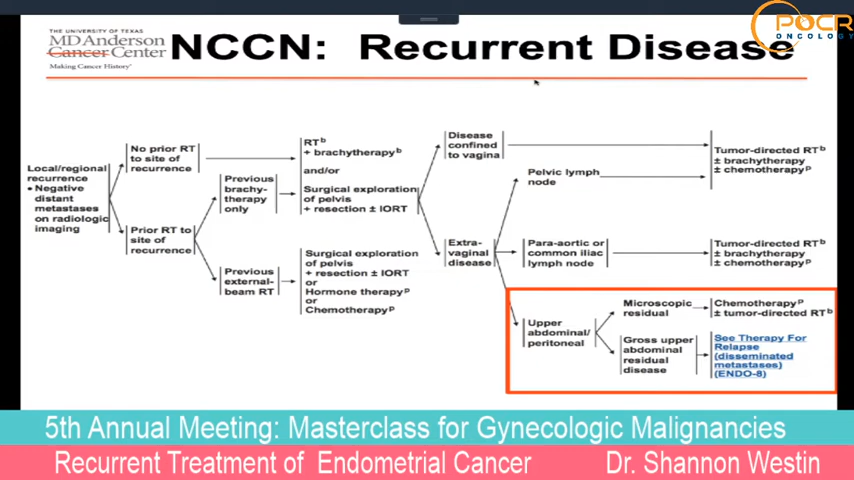 THE UNIVERSITY OF TEXAS
MD Anderson
Cancer Center
Making Cancer History®
NCCN: Recurrent Disease
POCR
ONCOLOGY
Local/regional
recurrence
• Negative
distant
metastases
on radiologic
imaging
No prior RT
to site of
recurrence
Prior RT to
site of
recurrence
Previous
brachy-
therapy
only
Previous
external-
beam RT
RTᵇ
+ brachytherapyᵇ
and/or
Surgical exploration
of pelvis
+ resection ± IORT
Surgical exploration
of pelvis
+ resection ± IORT
or
Hormone therapyᵖ
or
Chemotherapyᵖ
Disease
confined
to vagina
Extra-
vaginal
disease
Pelvic lymph
node
Para-aortic or
common iliac
lymph node
Upper
abdominal/
peritoneal
Microscopic
residual
Gross upper
abdominal
residual
disease
Tumor-directed RTᵇ
± brachytherapy
± chemotherapyᵖ
Tumor-directed RTᵇ
± brachytherapy
± chemotherapyᵖ
Chemotherapyᵖ
± tumor-directed RTᵇ
See Therapy For
Relapse
(disseminated
metastases)
(ENDO-8)
5th Annual Meeting: Masterclass for Gynecologic Malignancies
Recurrent Treatment of Endometrial Cancer Dr. Shannon Westin